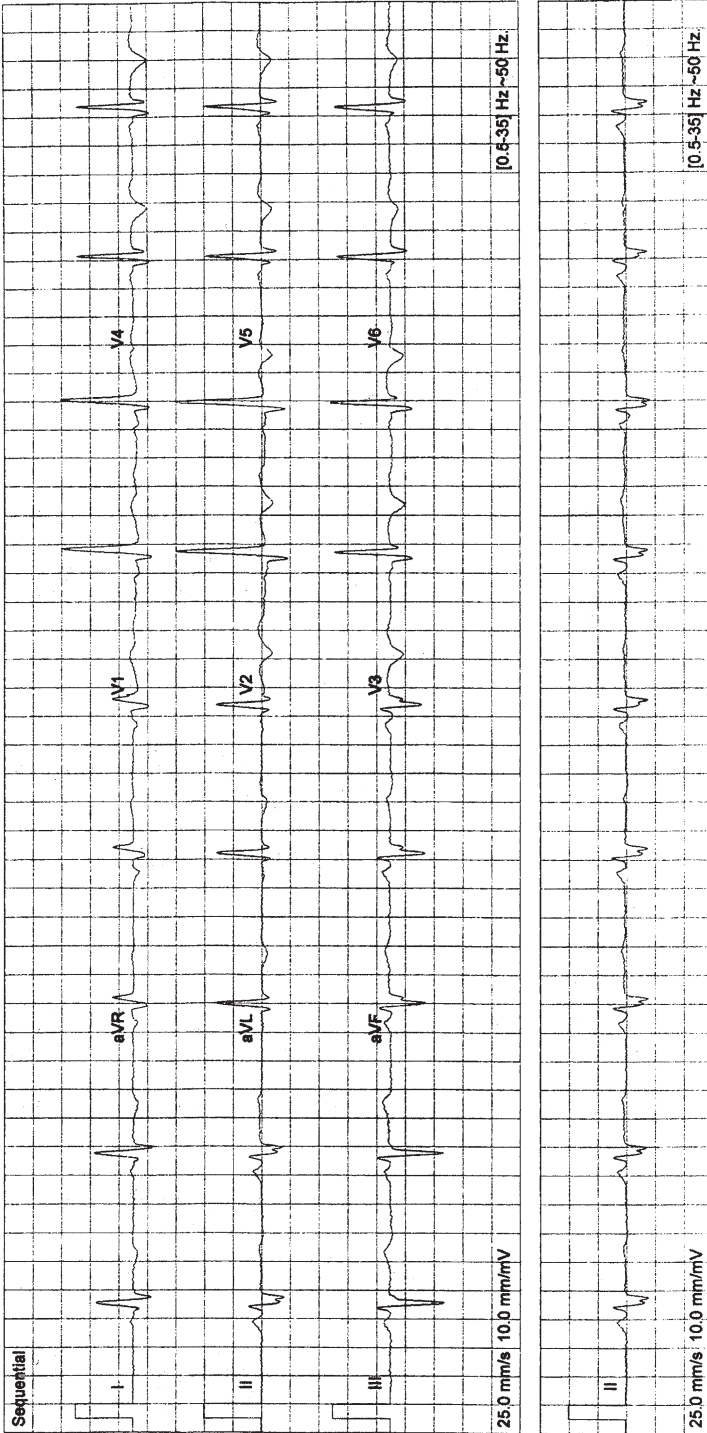 Sequential
I aVR V1 V4
II aVL V2 V5
III aVF V3 V6
25.0 mm/s 10.0 mm/mV [0.5-35] Hz ~50 Hz
II
25.0 mm/s 10.0 mm/mV [0.5-35] Hz ~50 Hz